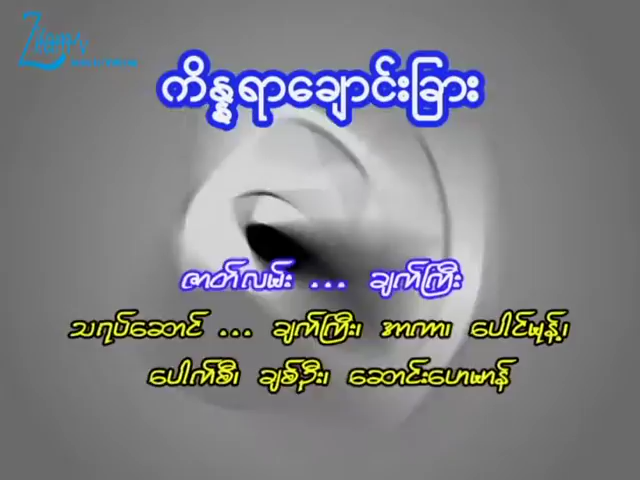 ကိန္နရာချောင်းခြား
ဇာတ်လမ်း ... ချက်ကြီး
သရုပ်ဆောင် ... ချက်ကြီး၊ အာကာ၊ ပေါင်မုန့်၊
ပေါက်စီ၊ ချစ်ဦး၊ ဆောင်းဟေမာန်